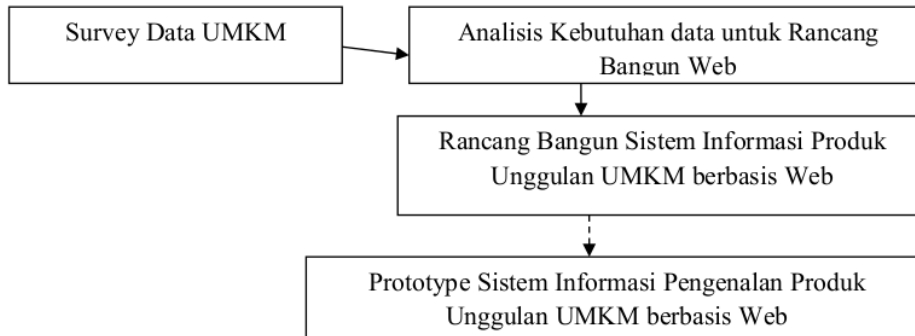 Survey Data UMKM
Analisis Kebutuhan data untuk Rancang
Bangun Web
Rancang Bangun Sistem Informasi Produk
Unggulan UMKM berbasis Web
Prototype Sistem Informasi Pengenalan Produk
Unggulan UMKM berbasis Web